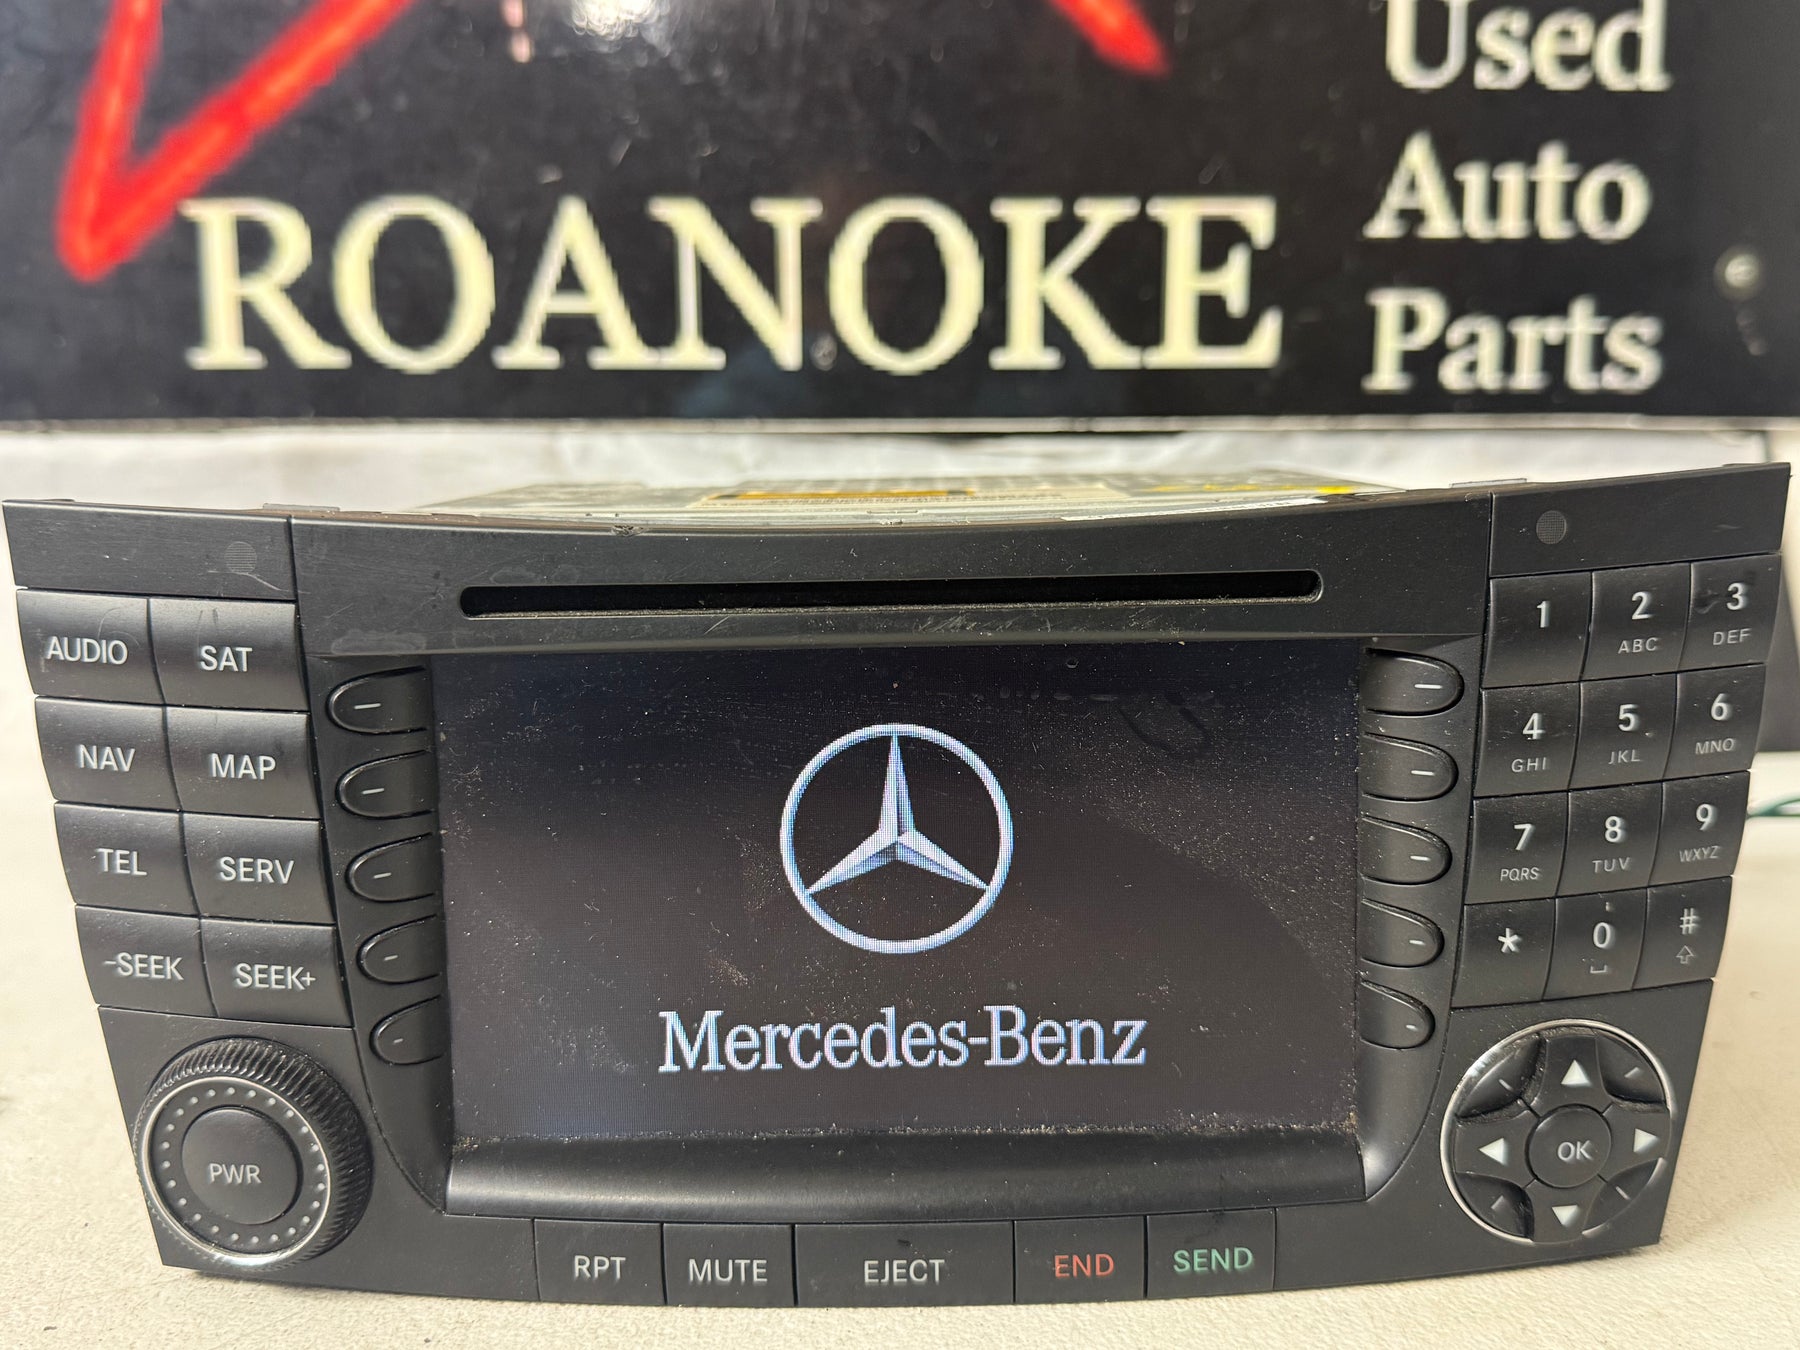 Used
Auto
Parts
ROANOKE
AUDIO SAT
NAV MAP
TEL SERV
-SEEK SEEK+
PWR
Mercedes-Benz
1 2 ABC 3 DEF
4 GHI 5 JKL 6 MNO
7 PQRS 8 TUV 9 WXYZ
* 0 #
OK
RPT MUTE EJECT END SEND